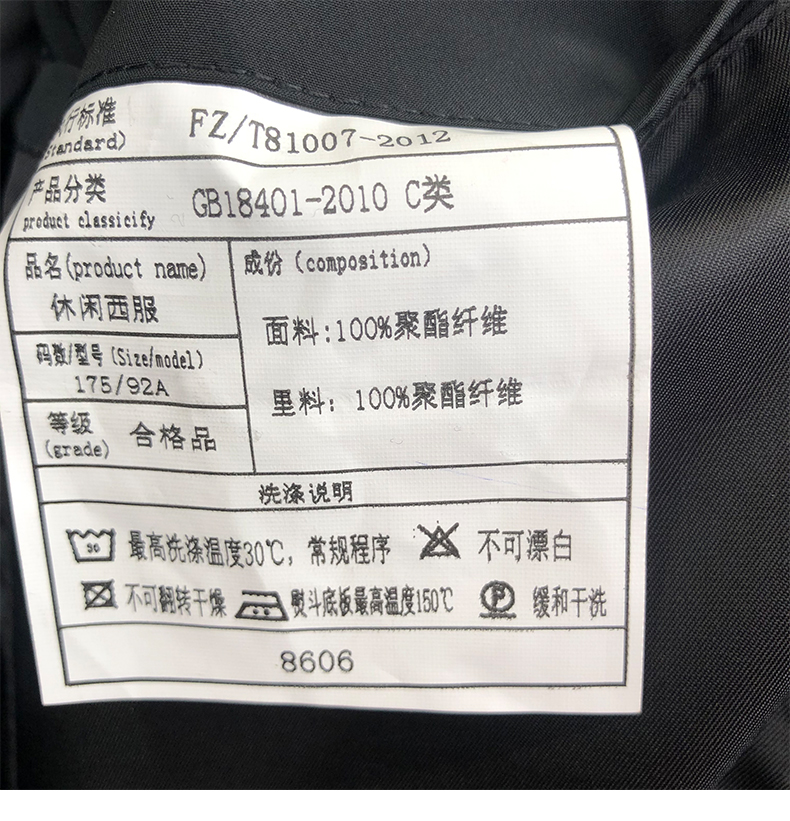 行标准
standard)
FZ/T81007-2012
产品分类
product classicify
GB18401-2010 C类
品名(product name)
休闲西服
成份 (composition)
面料:100%聚酯纤维
里料: 100%聚酯纤维
码数/型号(Size/model)
175/92A
等级
(grade)
合格品
洗涤说明
30
最高洗涤温度30℃, 常规程序
不可漂白
不可翻转干燥
熨斗底板最高温度150℃
P
缓和干洗
8606